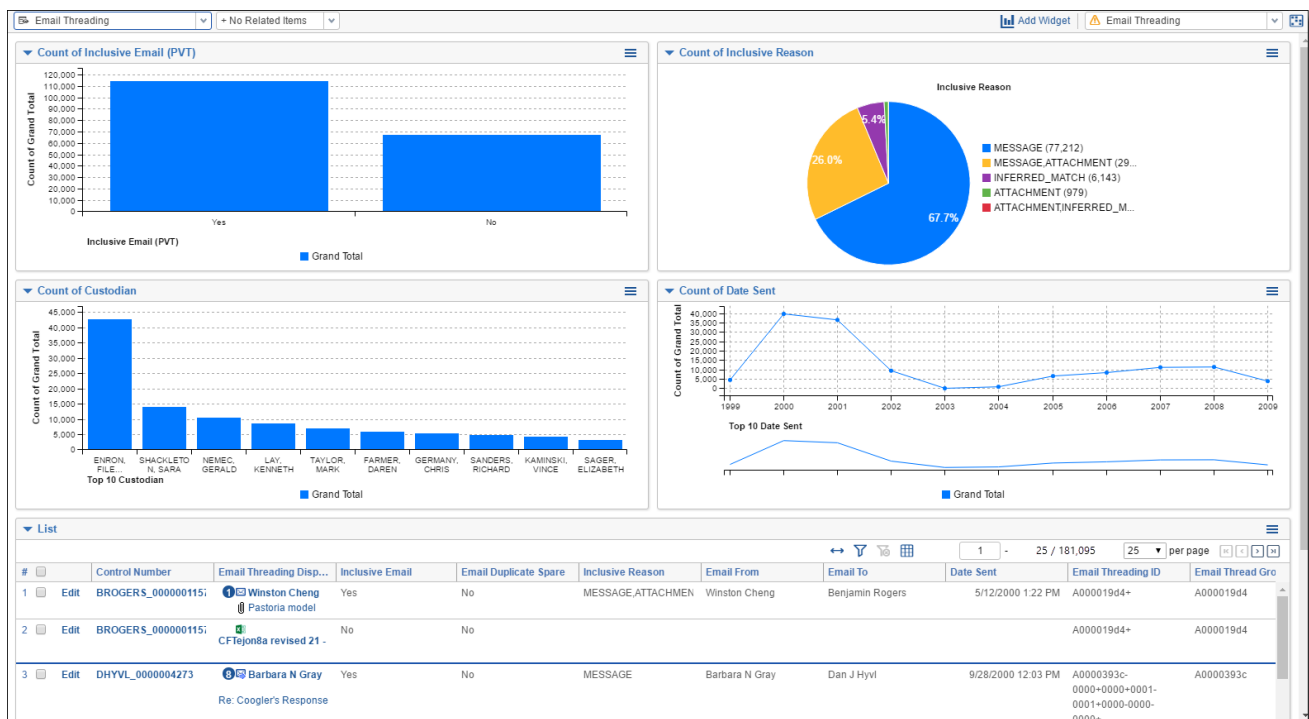 Email Threading
+ No Related Items
Add Widget
Email Threading
Count of Inclusive Email (PVT)
120,000
110,000
100,000
90,000
80,000
70,000
60,000
50,000
40,000
30,000
20,000
10,000
0
Count of Grand Total
Yes
No
Inclusive Email (PVT)
Grand Total
Count of Inclusive Reason
Inclusive Reason
5.4%
26.0%
67.7%
MESSAGE (77,212)
MESSAGE,ATTACHMENT (29...
INFERRED_MATCH (6,143)
ATTACHMENT (979)
ATTACHMENT,INFERRED_M...
Count of Custodian
45,000
40,000
35,000
30,000
25,000
20,000
15,000
10,000
5,000
0
Count of Grand Total
ENRON, FILE...
SHACKLETO N, SARA
NEMEC, GERALD
LAY, KENNETH
TAYLOR, MARK
FARMER, DAREN
GERMANY, CHRIS
SANDERS, RICHARD
KAMINSKI, VINCE
SAGER, ELIZABETH
Top 10 Custodian
Grand Total
Count of Date Sent
40,000
35,000
30,000
25,000
20,000
15,000
10,000
5,000
0
Count of Grand Total
1999 2000 2001 2002 2003 2004 2005 2006 2007 2008 2009
Top 10 Date Sent
Grand Total
List
1 - 25 / 181,095 25 per page
# Control Number Email Threading Disp... Inclusive Email Email Duplicate Spare Inclusive Reason Email From Email To Date Sent Email Threading ID Email Thread Gro
1 Edit BROGERS_0000001157 1 Winston Cheng Yes No MESSAGE,ATTACHMEN Winston Cheng Benjamin Rogers 5/12/2000 1:22 PM A000019d4+ A000019d4
Pastoria model
2 Edit BROGERS_0000001157 No No A000019d4+ A000019d4
CFTejon8a revised 21 -
3 Edit DHYVL_0000004273 8 Barbara N Gray Yes No MESSAGE Barbara N Gray Dan J Hyvl 9/28/2000 12:03 PM A0000393c- A0000393c
0000+0000+0001-
Re: Coogler's Response 0001+0000-0000-
0000+